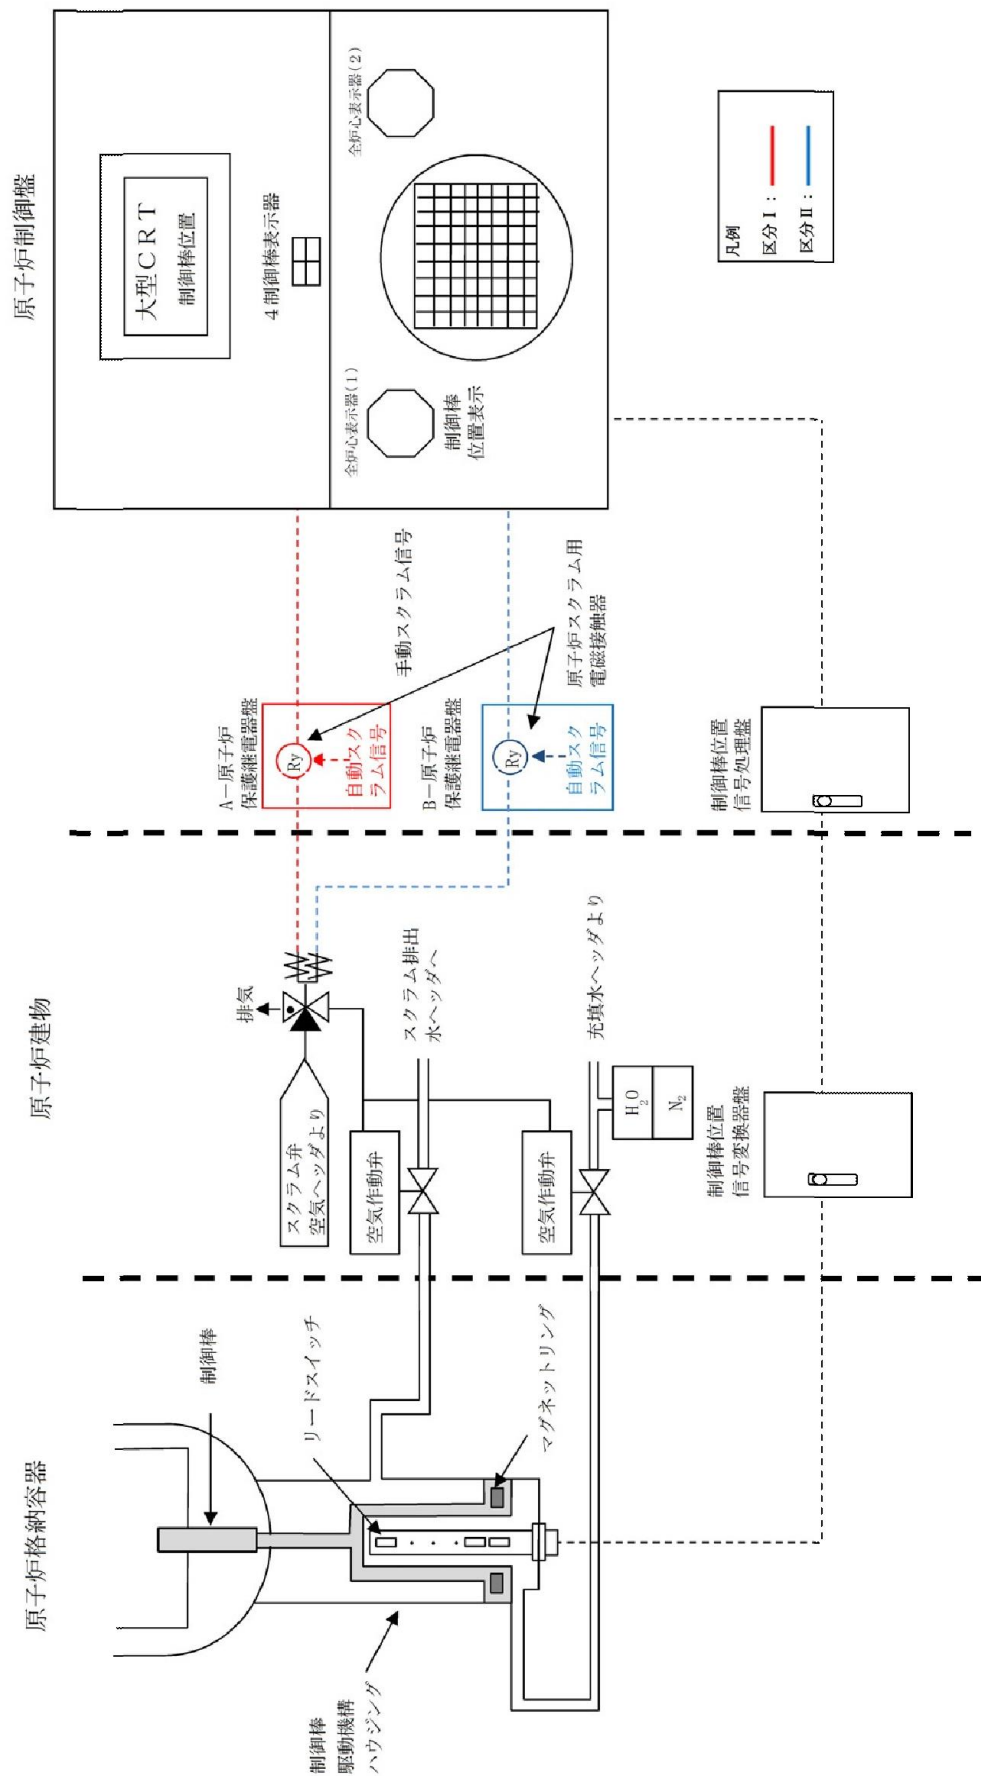 原子炉格納容器
原子炉建物
原子炉制御盤
制御棒
リードスイッチ
マグネットリング
制御棒
駆動機構
ハウジング
排気
スクラム弁
空気ヘッダより
空気作動弁
スクラム排出
水ヘッダへ
空気作動弁
充填水ヘッダより
H₂O
N₂
制御棒位置
信号変換器盤
A-原子炉
保護継電器盤
Ry
自動スク
ラム信号
手動スクラム信号
B-原子炉
保護継電器盤
Ry
自動スク
ラム信号
原子炉スクラム用
電磁接触器
制御棒位置
信号処理盤
大型CRT
制御棒位置
4制御棒表示器
全炉心表示器(1)
全炉心表示器(2)
制御棒
位置表示
凡例
区分Ⅰ:
区分Ⅱ: